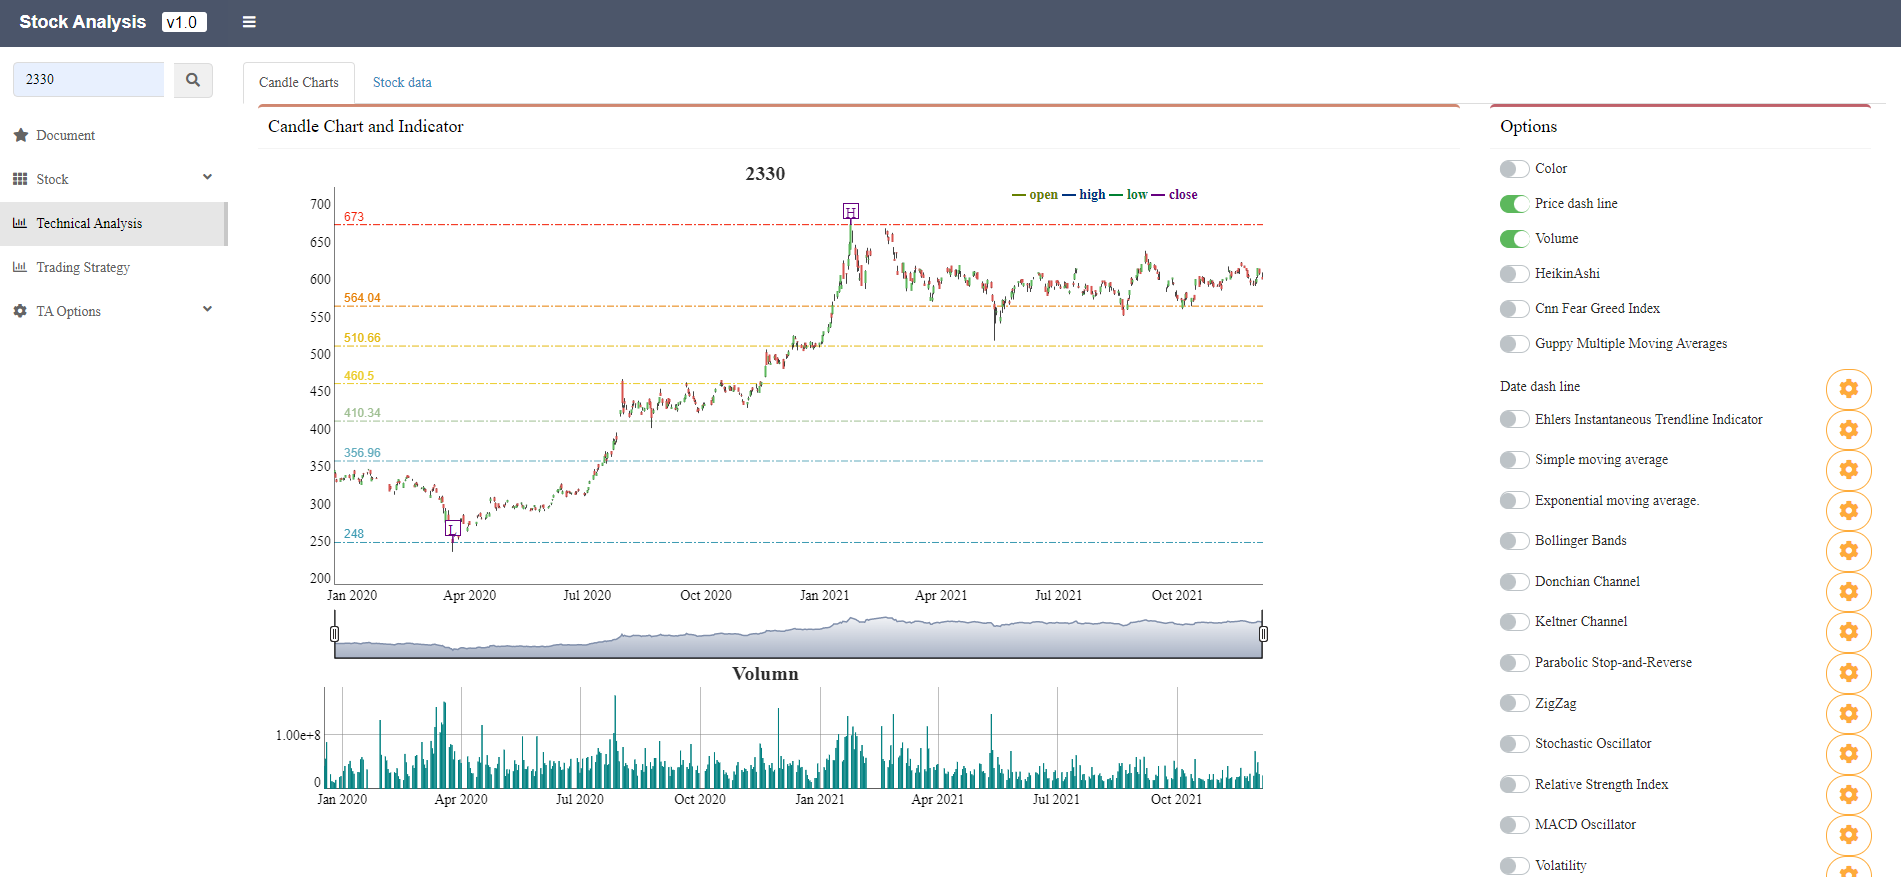 Stock Analysis v1.0
2330
Document
Stock
Technical Analysis
Trading Strategy
TA Options
Candle Charts Stock data
Candle Chart and Indicator
2330
open high low close
700
650
600
550
500
450
400
350
300
250
200
673
564.04
510.66
460.5
410.34
356.96
248
H
L
Jan 2020 Apr 2020 Jul 2020 Oct 2020 Jan 2021 Apr 2021 Jul 2021 Oct 2021
Volumn
1.00e+8
0
Jan 2020 Apr 2020 Jul 2020 Oct 2020 Jan 2021 Apr 2021 Jul 2021 Oct 2021
Options
Color
Price dash line
Volume
HeikinAshi
Cnn Fear Greed Index
Guppy Multiple Moving Averages
Date dash line
Ehlers Instantaneous Trendline Indicator
Simple moving average
Exponential moving average.
Bollinger Bands
Donchian Channel
Keltner Channel
Parabolic Stop-and-Reverse
ZigZag
Stochastic Oscillator
Relative Strength Index
MACD Oscillator
Volatility